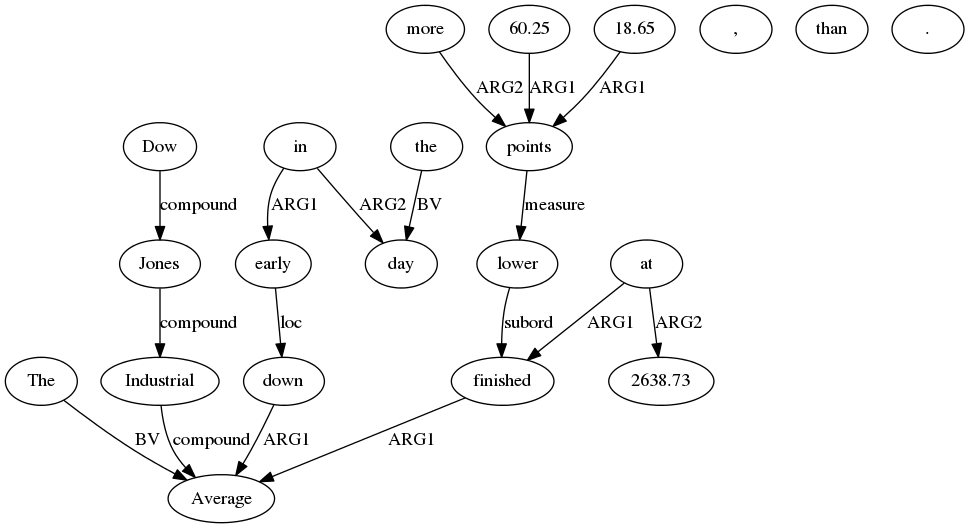 more 60.25 18.65 , than .
ARG2 ARG1 ARG1
Dow in the points
compound ARG1 ARG2 BV measure
Jones early day lower at
compound loc subord ARG1 ARG2
The Industrial down finished 2638.73
BV compound ARG1 ARG1
Average